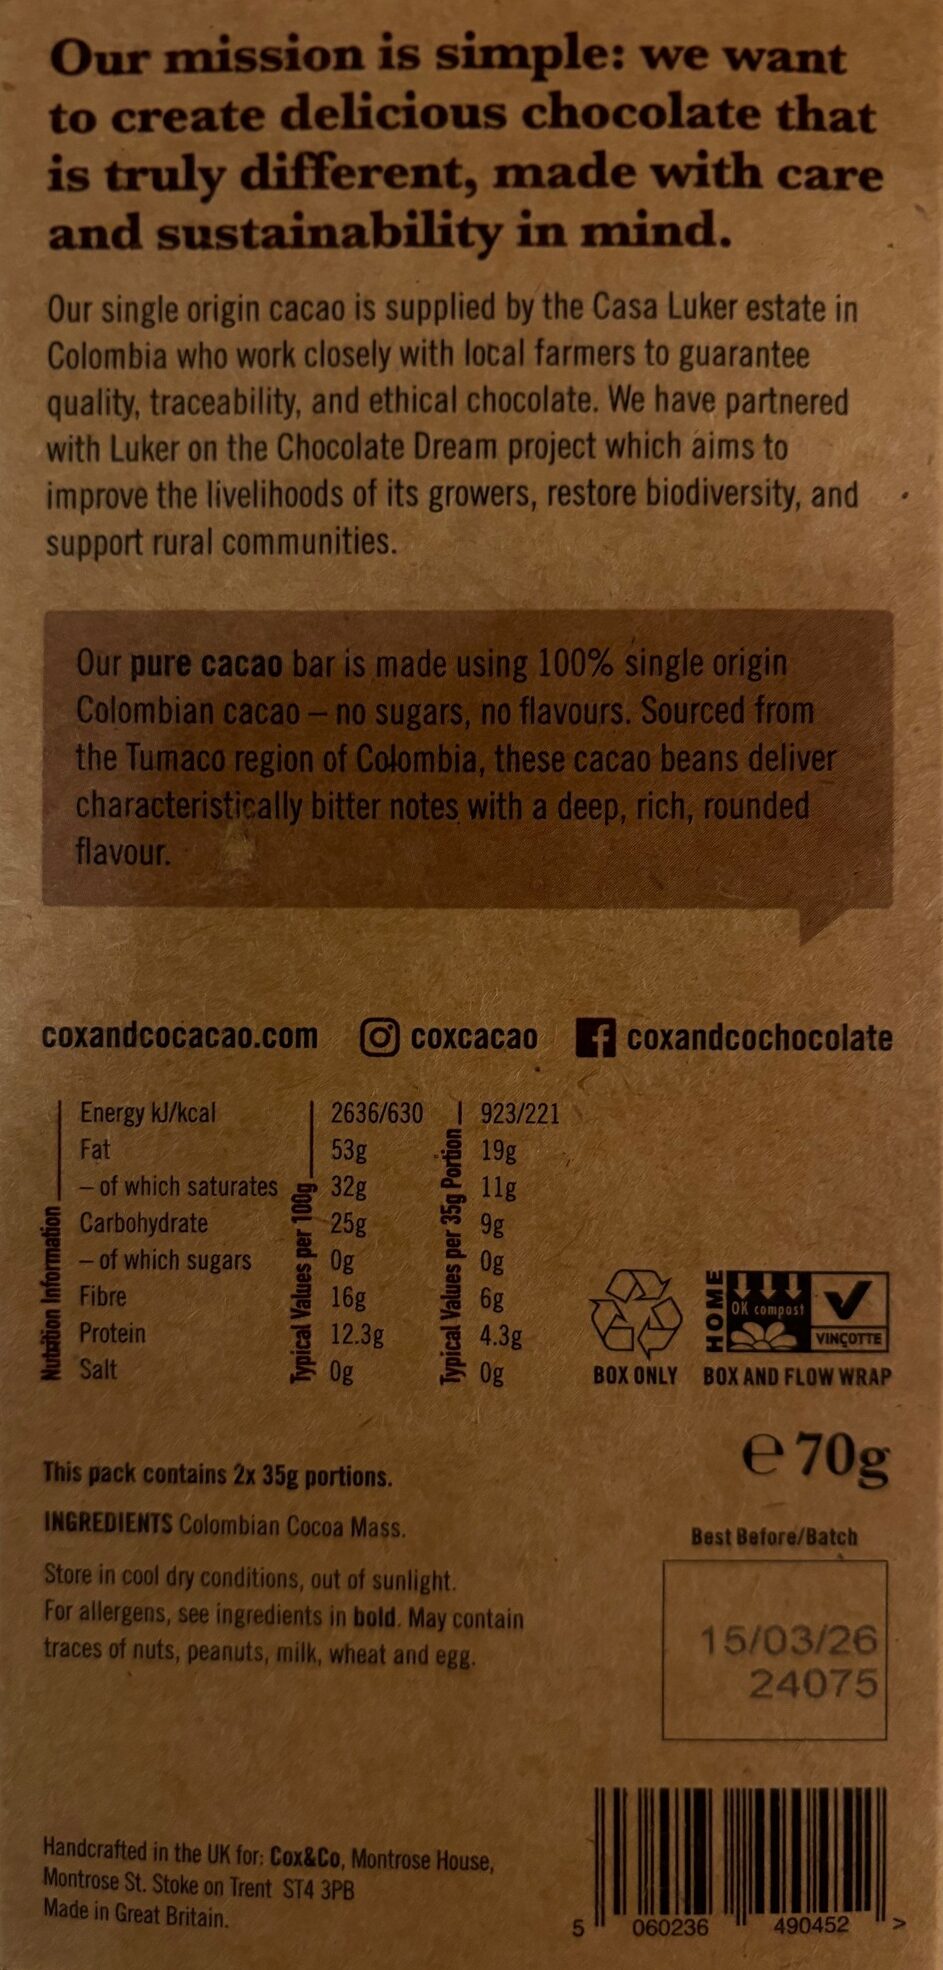 Our mission is simple: we want
to create delicious chocolate that
is truly different, made with care
and sustainability in mind.
Our single origin cacao is supplied by the Casa Luker estate in
Colombia who work closely with local farmers to guarantee
quality, traceability, and ethical chocolate. We have partnered
with Luker on the Chocolate Dream project which aims to
improve the livelihoods of its growers, restore biodiversity, and
support rural communities.
Our pure cacao bar is made using 100% single origin
Colombian cacao – no sugars, no flavours. Sourced from
the Tumaco region of Colombia, these cacao beans deliver
characteristically bitter notes with a deep, rich, rounded
flavour.
coxandcocacao.com coxcacao coxandcochocolate
Nutrition Information
Typical Values per 100g
Typical Values per 35g Portion
Energy kJ/kcal 2636/630 923/221
Fat 53g 19g
– of which saturates 32g 11g
Carbohydrate 25g 9g
– of which sugars 0g 0g
Fibre 16g 6g
Protein 12.3g 4.3g
Salt 0g 0g
HOME
OK compost
VINÇOTTE
BOX ONLY BOX AND FLOW WRAP
This pack contains 2x 35g portions.
e 70g
INGREDIENTS Colombian Cocoa Mass.
Store in cool dry conditions, out of sunlight.
For allergens, see ingredients in bold. May contain
traces of nuts, peanuts, milk, wheat and egg.
Best Before/Batch
15/03/26
24075
Handcrafted in the UK for: Cox&Co, Montrose House,
Montrose St. Stoke on Trent ST4 3PB
Made in Great Britain.
5 060236 490452 >